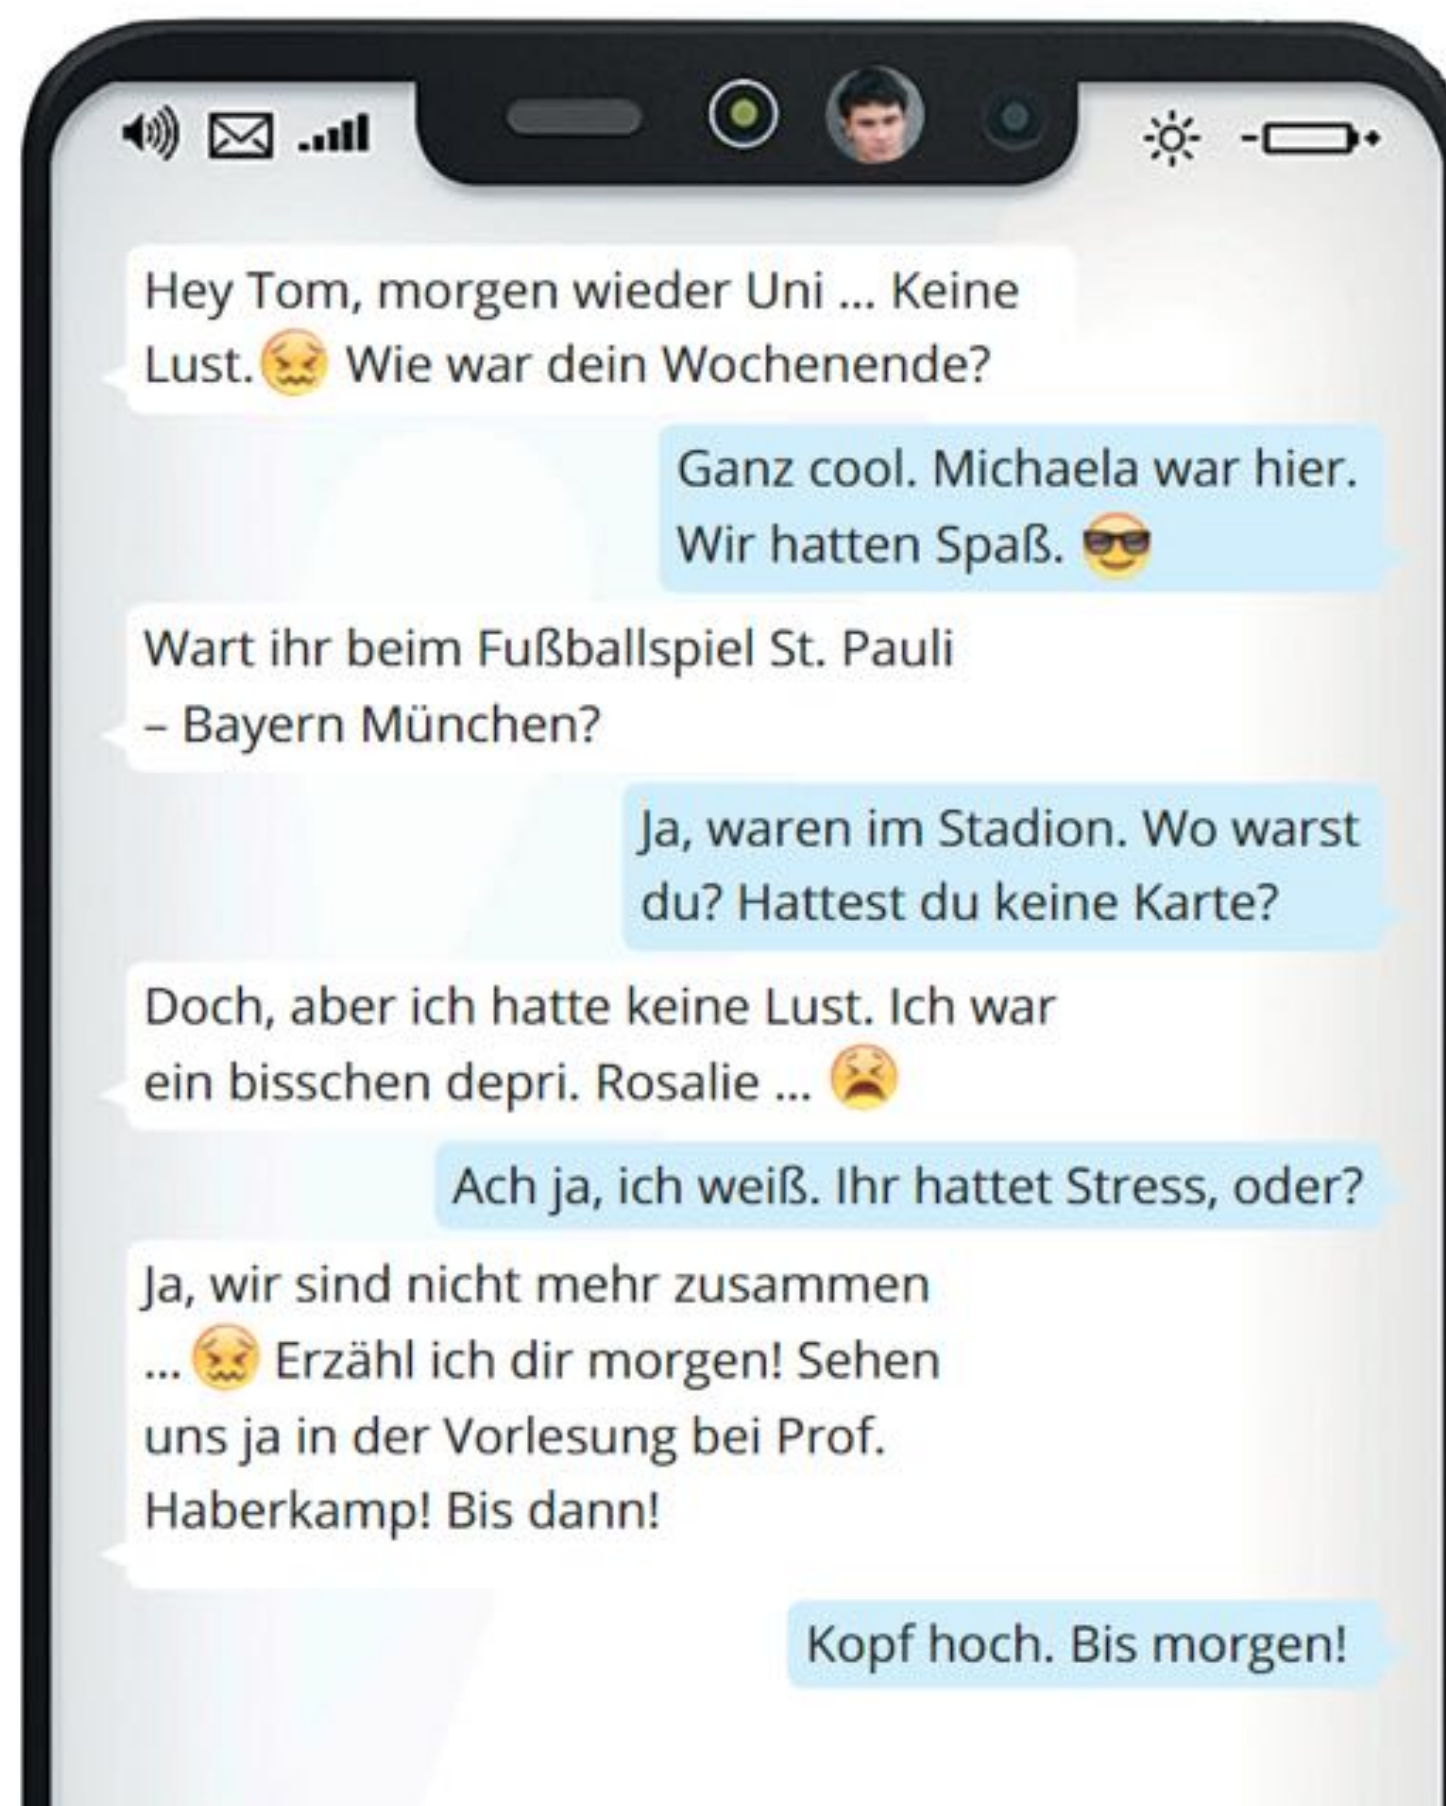 Hey Tom, morgen wieder Uni ... Keine
Lust. 😖 Wie war dein Wochenende?
Ganz cool. Michaela war hier.
Wir hatten Spaß. 😎
Wart ihr beim Fußballspiel St. Pauli
– Bayern München?
Ja, waren im Stadion. Wo warst
du? Hattest du keine Karte?
Doch, aber ich hatte keine Lust. Ich war
ein bisschen depri. Rosalie ... 😫
Ach ja, ich weiß. Ihr hattet Stress, oder?
Ja, wir sind nicht mehr zusammen
... 😖 Erzähl ich dir morgen! Sehen
uns ja in der Vorlesung bei Prof.
Haberkamp! Bis dann!
Kopf hoch. Bis morgen!